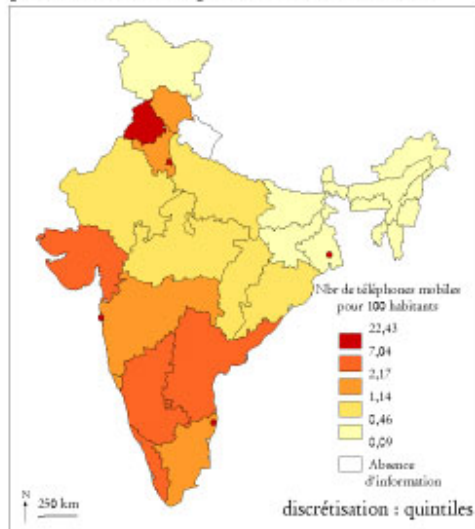 Nbr de téléphones mobiles
pour 100 habitants
22,43
7,04
2,17
1,14
0,46
0,09
Absence
d'information
N
250 km
discrétisation : quintiles